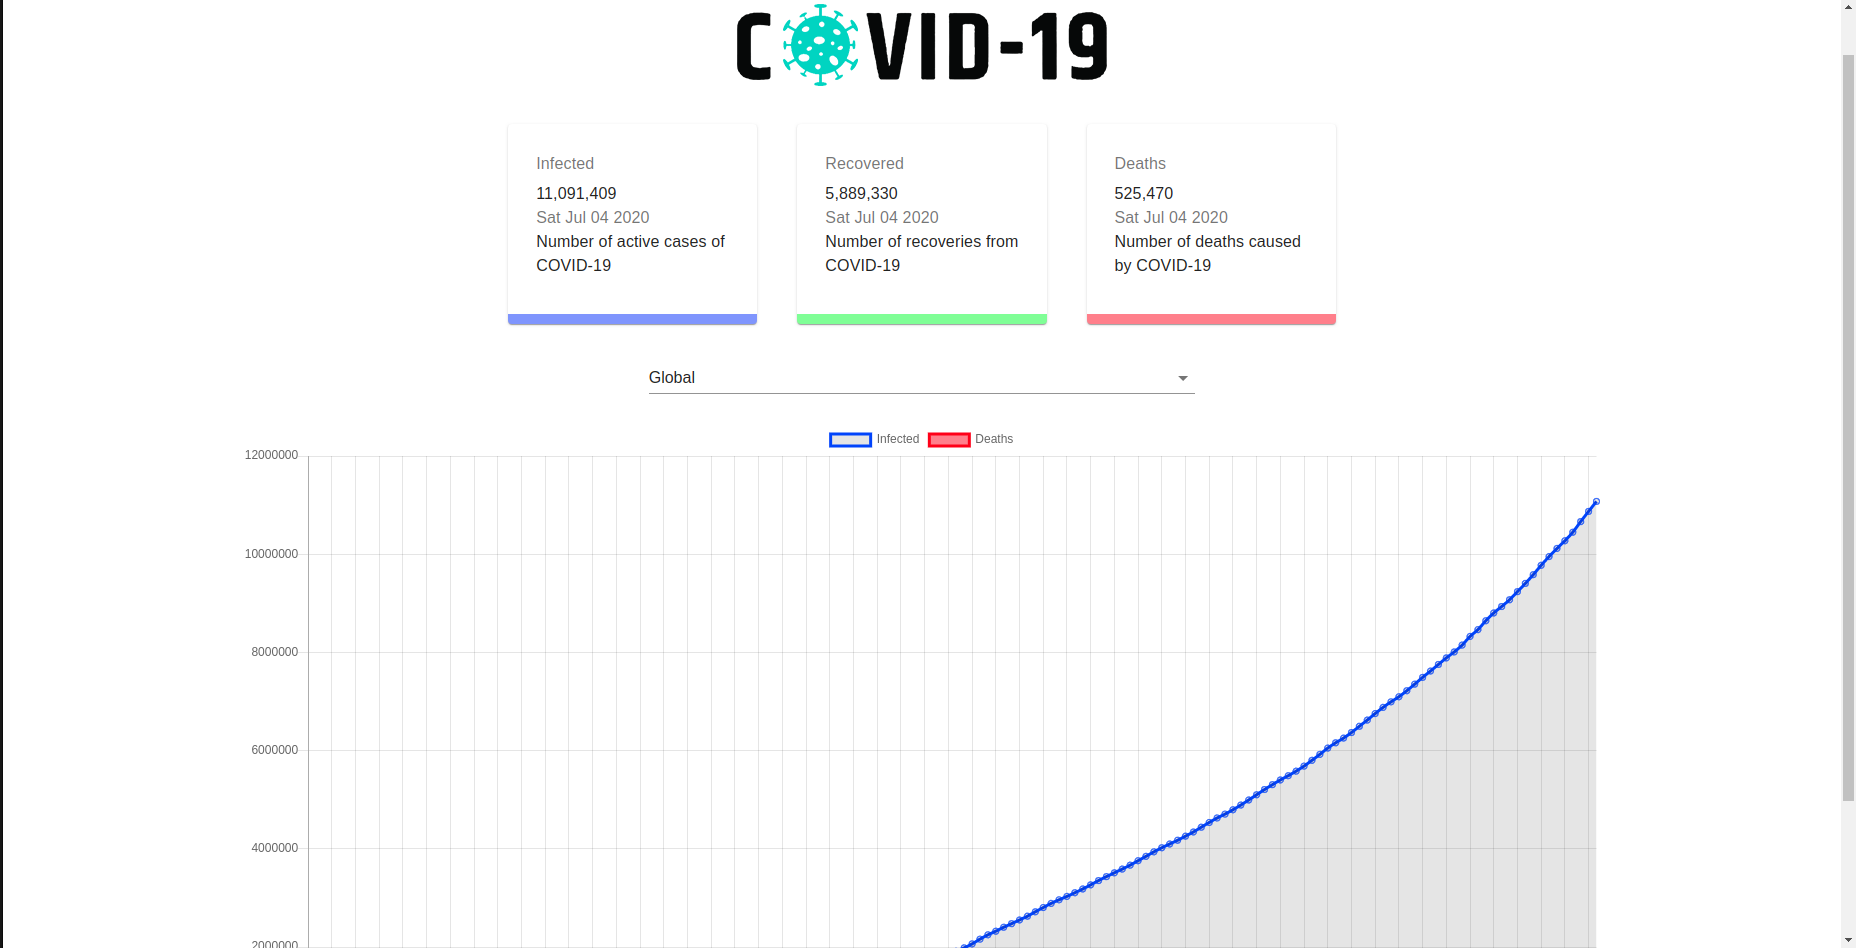 COVID-19
Infected
11,091,409
Sat Jul 04 2020
Number of active cases of
COVID-19
Recovered
5,889,330
Sat Jul 04 2020
Number of recoveries from
COVID-19
Deaths
525,470
Sat Jul 04 2020
Number of deaths caused
by COVID-19
Global
Infected Deaths
12000000
10000000
8000000
6000000
4000000
2000000